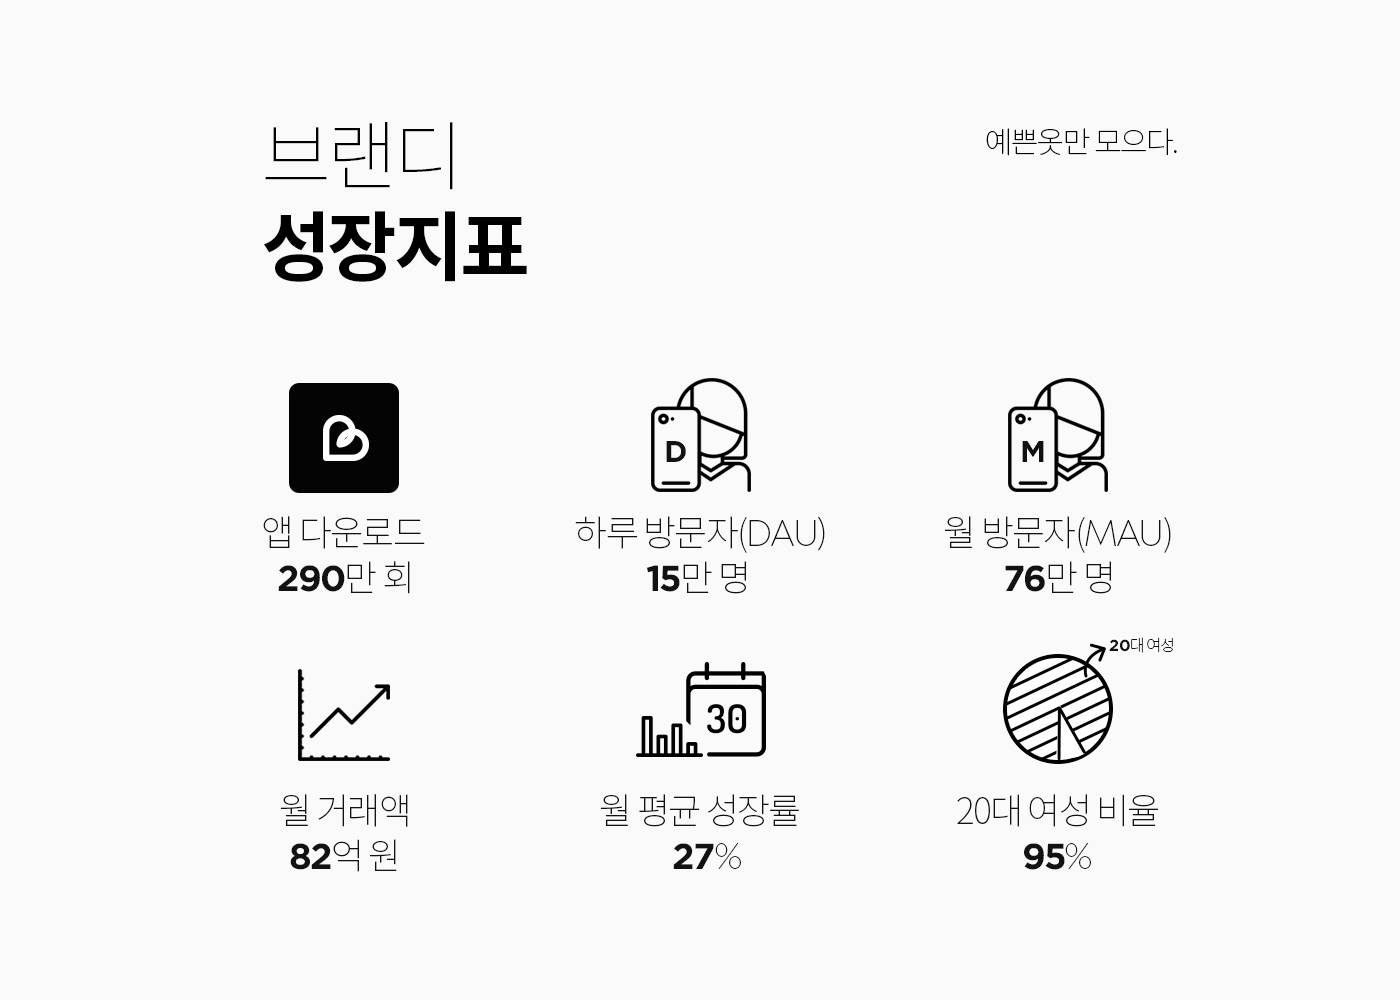 브랜디
성장지표
예쁜옷만 모으다.
D
M
앱 다운로드
290만 회
하루 방문자(DAU)
15만 명
월 방문자(MAU)
76만 명
30
20대 여성
월 거래액
82억 원
월 평균 성장률
27%
20대 여성 비율
95%